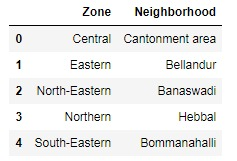 Zone Neighborhood
0 Central Cantonment area
1 Eastern Bellandur
2 North-Eastern Banaswadi
3 Northern Hebbal
4 South-Eastern Bommanahalli